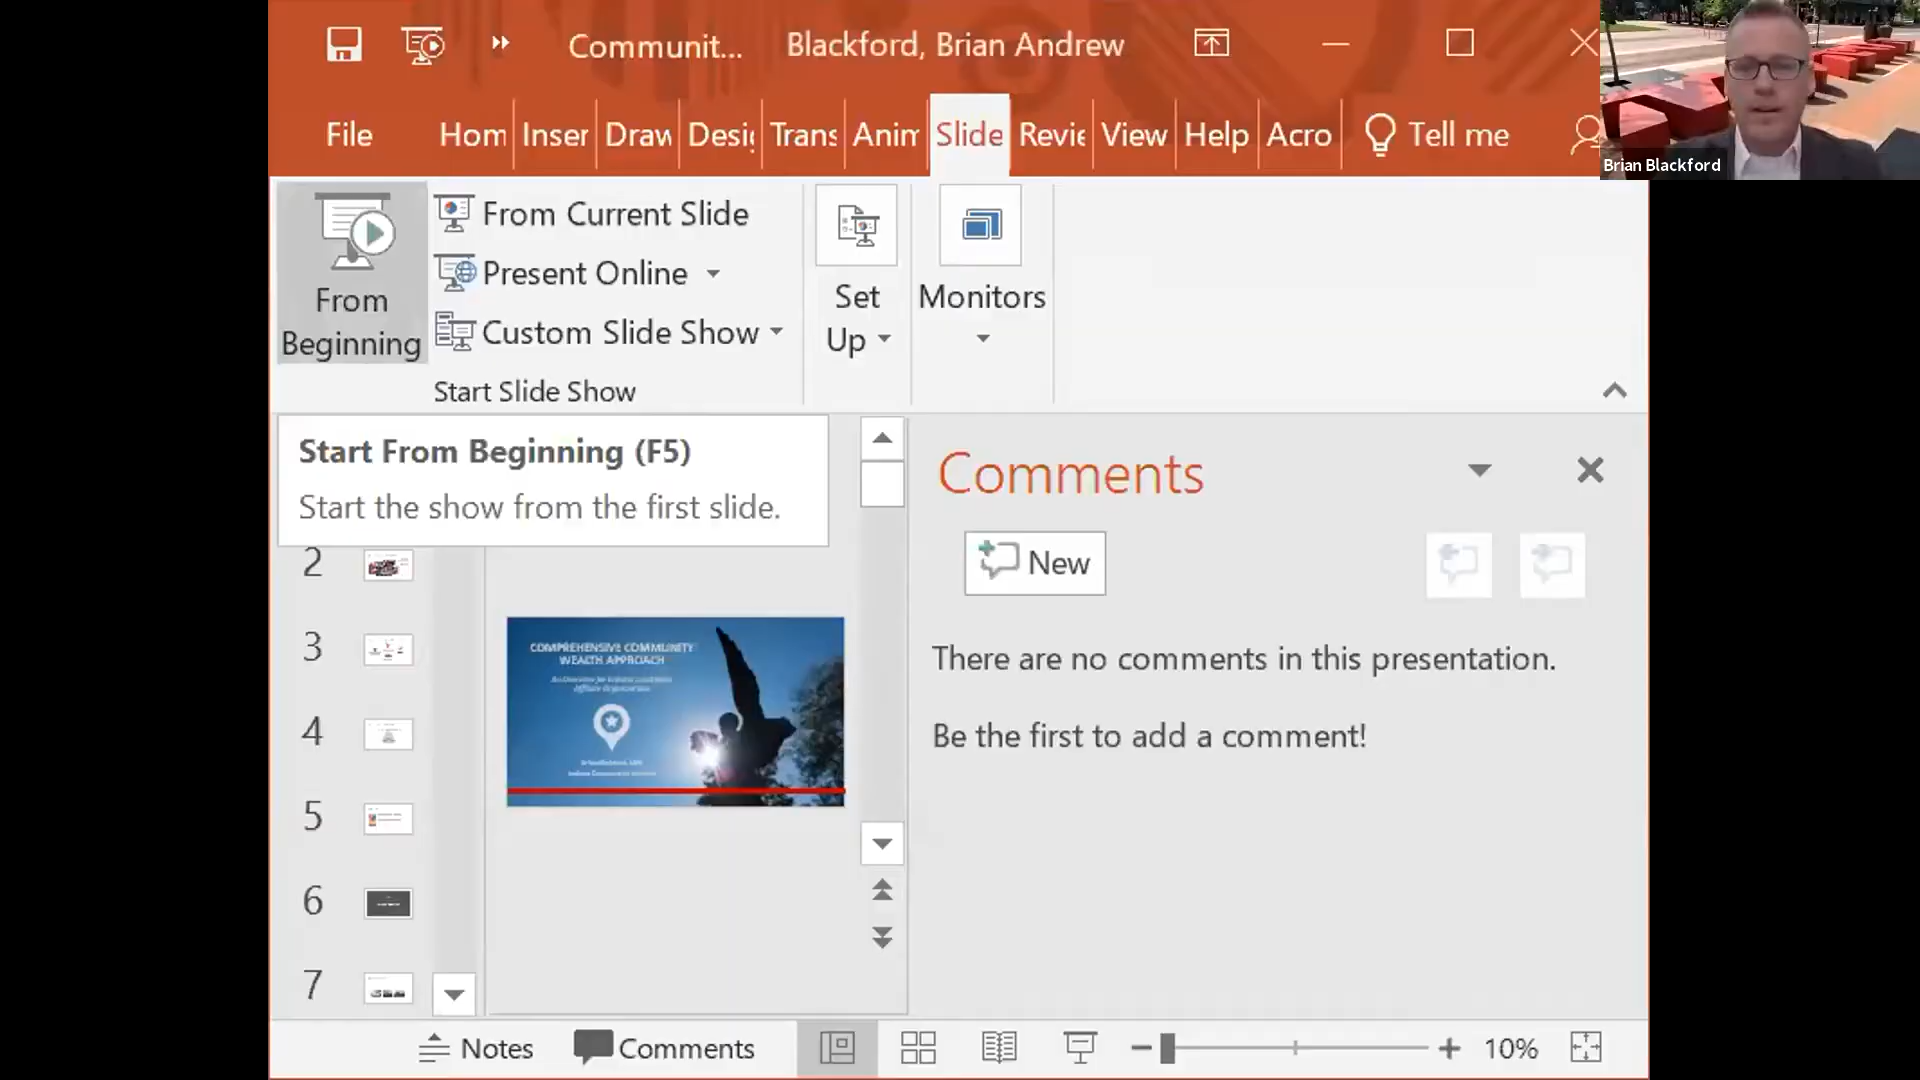 Communit... Blackford, Brian Andrew
File Hom Inser Draw Desig Trans Anim Slide Revie View Help Acro Tell me
Brian Blackford
From Beginning
From Current Slide
Present Online
Custom Slide Show
Start Slide Show
Set Up
Monitors
Start From Beginning (F5)
Start the show from the first slide.
2
3
4
5
6
7
COMPREHENSIVE COMMUNITY
WEALTH APPROACH
Comments
New
There are no comments in this presentation.
Be the first to add a comment!
Notes Comments 10%